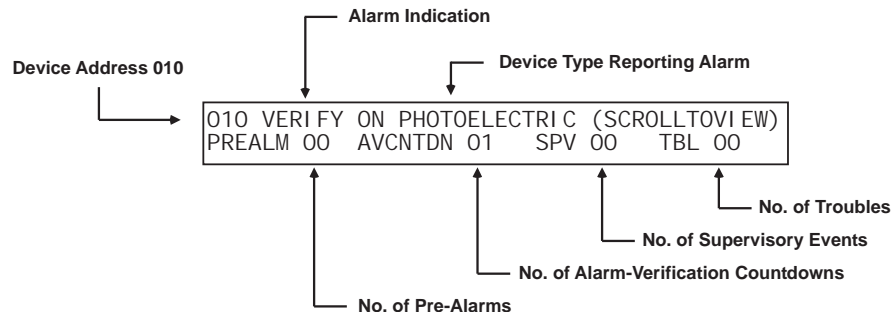 Alarm Indication
Device Type Reporting Alarm
Device Address 010
010 VERIFY ON PHOTOELECTRIC (SCROLLTOVIEW)
PREALM 00 AVCNTDN 01 SPV 00 TBL 00
No. of Troubles
No. of Supervisory Events
No. of Alarm-Verification Countdowns
No. of Pre-Alarms